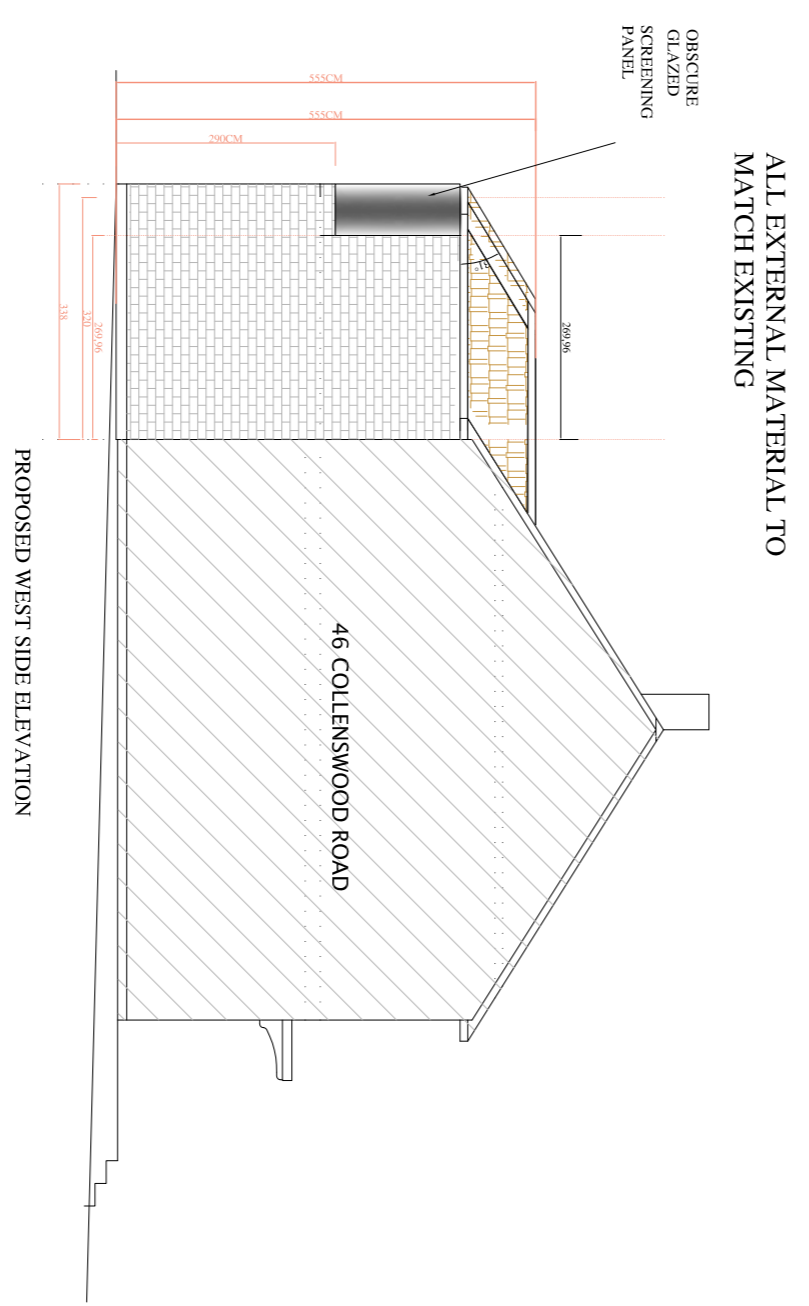 ALL EXTERNAL MATERIAL TO
MATCH EXISTING
OBSCURE
GLAZED
SCREENING
PANEL
555CM
555CM
290CM
269,96
31°
46 COLLENSWOOD ROAD
269,96
320
338
PROPOSED WEST SIDE ELEVATION